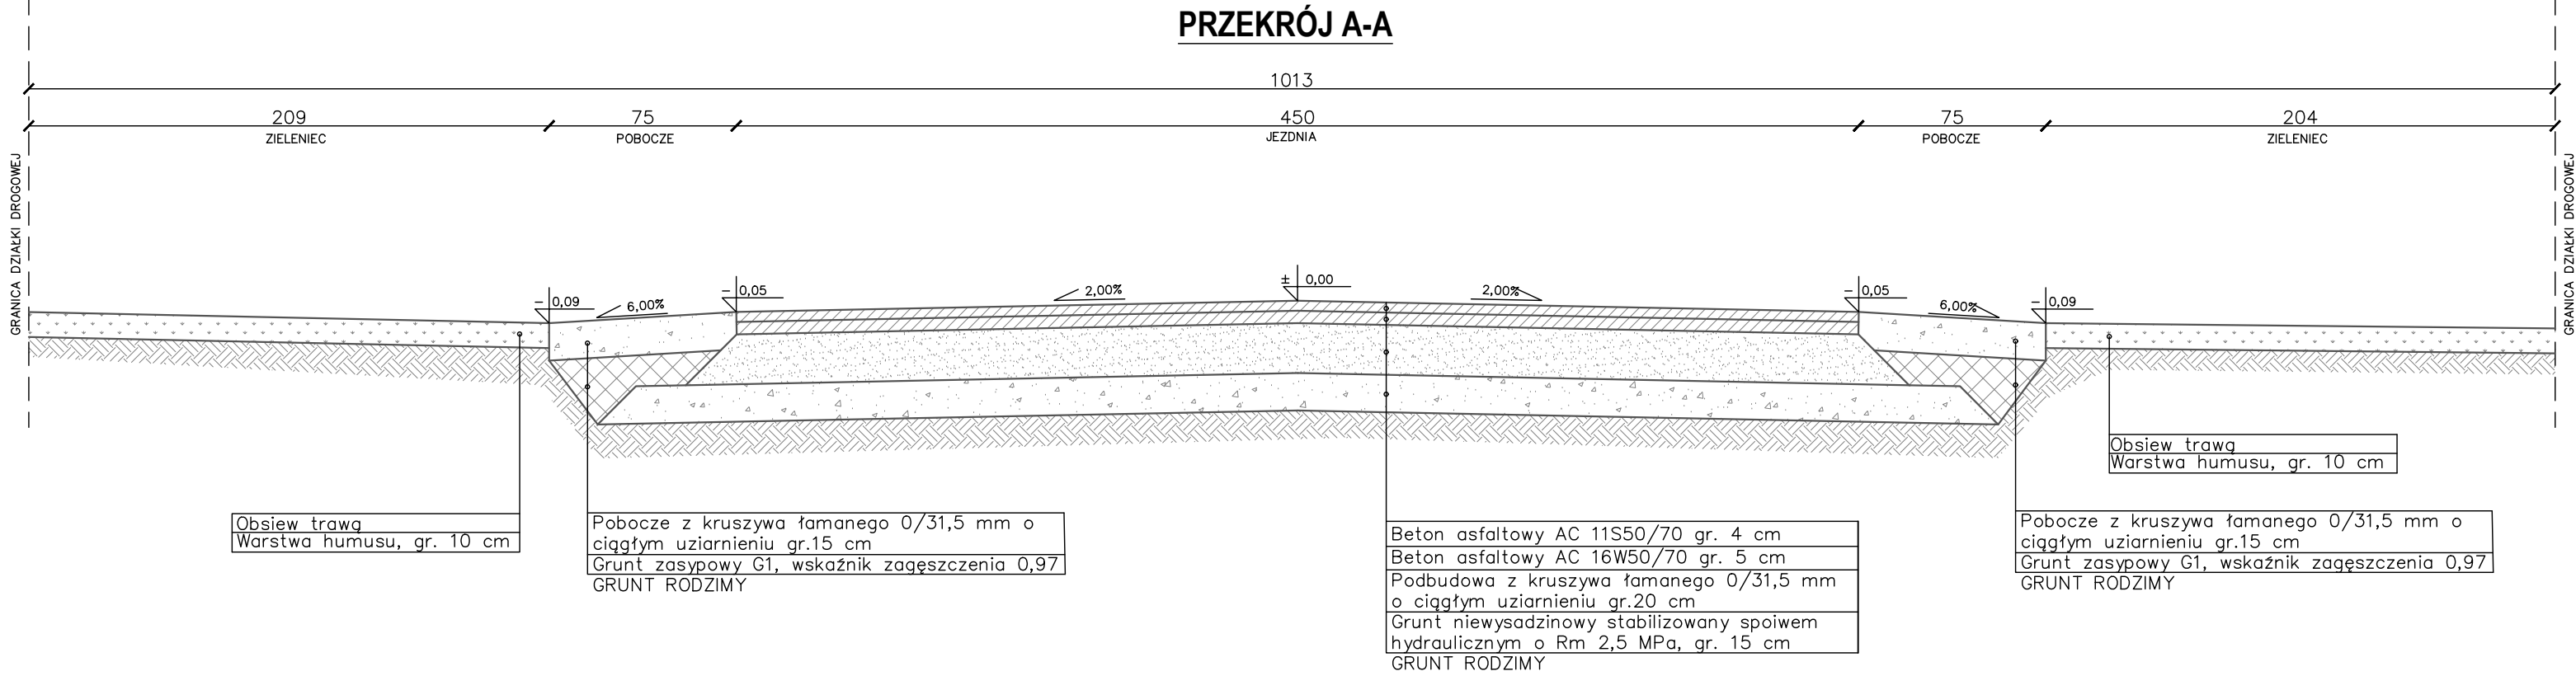 PRZEKRÓJ A-A
1013
209
75
450
75
204
ZIELENIEC
POBOCZE
JEZDNIA
POBOCZE
ZIELENIEC
GRANICA DZIAŁKI DROGOWEJ
GRANICA DZIAŁKI DROGOWEJ
- 0,09
6,00%
- 0,05
2,00%
± 0,00
2,00%
- 0,05
6,00%
- 0,09
Obsiew trawą
Warstwa humusu, gr. 10 cm
Pobocze z kruszywa łamanego 0/31,5 mm o
ciągłym uziarnieniu gr.15 cm
Grunt zasypowy G1, wskaźnik zagęszczenia 0,97
GRUNT RODZIMY
Beton asfaltowy AC 11S50/70 gr. 4 cm
Beton asfaltowy AC 16W50/70 gr. 5 cm
Podbudowa z kruszywa łamanego 0/31,5 mm
o ciągłym uziarnieniu gr.20 cm
Grunt niewysadzinowy stabilizowany spoiwem
hydraulicznym o Rm 2,5 MPa, gr. 15 cm
GRUNT RODZIMY
Obsiew trawą
Warstwa humusu, gr. 10 cm
Pobocze z kruszywa łamanego 0/31,5 mm o
ciągłym uziarnieniu gr.15 cm
Grunt zasypowy G1, wskaźnik zagęszczenia 0,97
GRUNT RODZIMY